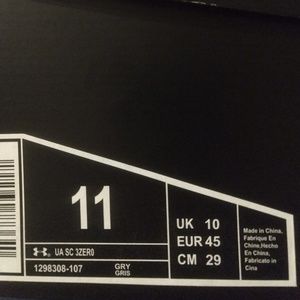 11
UA SC 3ZER0
1298308-107
GRY
GRIS
UK 10
EUR 45
CM 29
Made in China,
Fabrique En
Chine,Hecho
En China,
Fabricato in
Cina